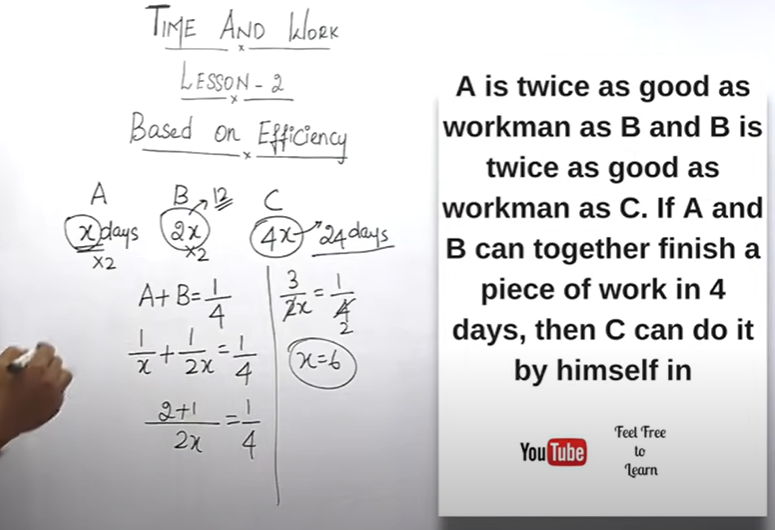 TIME AND WORK
x
LESSON - 2
x
Based on Efficiency
x
A B → 12 C
x days 2x 4x → 24 days
x2 x2
A + B = 1/4
1/x + 1/2x = 1/4
2+1/2x = 1/4
3/2x = 1/4 2
x = 6
A is twice as good as
workman as B and B is
twice as good as
workman as C. If A and
B can together finish a
piece of work in 4
days, then C can do it
by himself in
YouTube
Feel Free
to
Learn